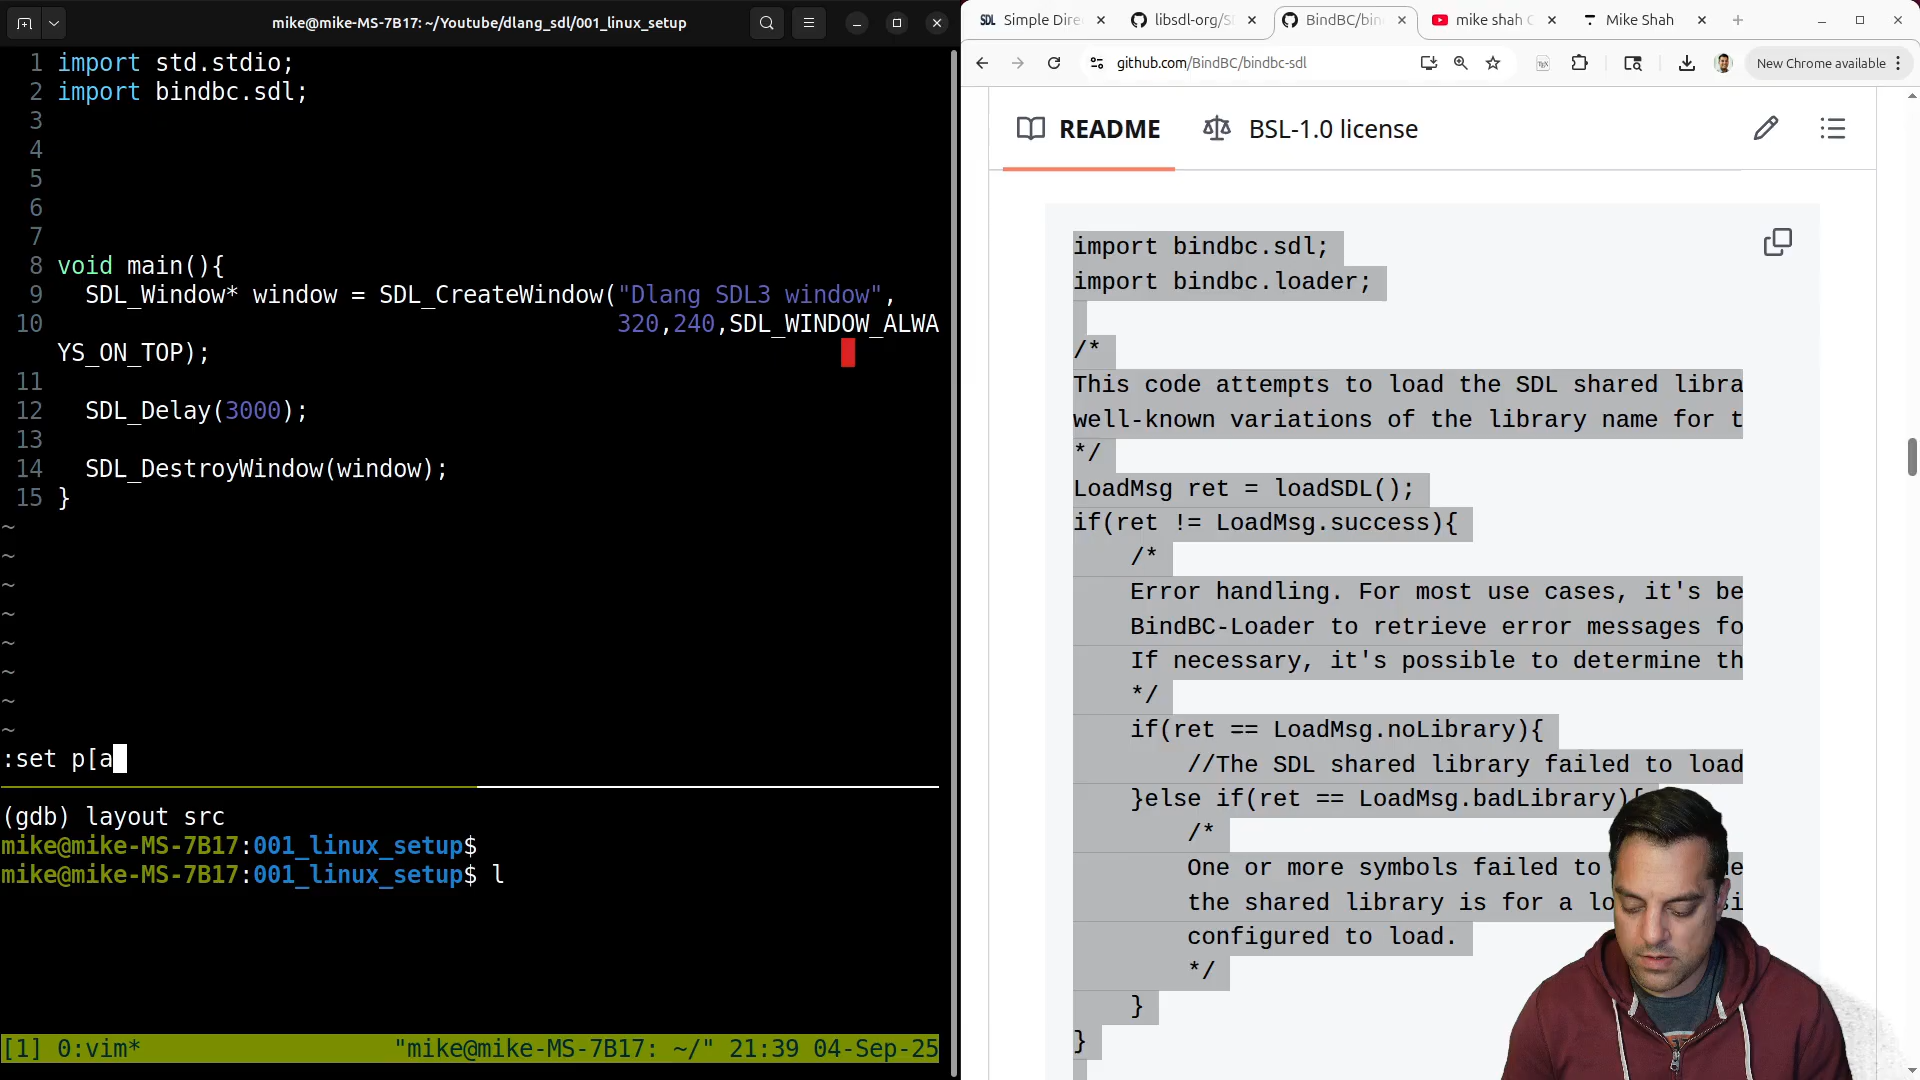 mike@mike-MS-7B17: ~/Youtube/dlang_sdl/001_linux_setup
1 import std.stdio;
2 import bindbc.sdl;
3
4
5
6
7
8 void main(){
9   SDL_Window* window = SDL_CreateWindow("Dlang SDL3 window",
10                                         320,240,SDL_WINDOW_ALWA
YS_ON_TOP);
11
12   SDL_Delay(3000);
13
14   SDL_DestroyWindow(window);
15 }
~
~
~
~
~
~
~
~
:set p[a
(gdb) layout src
mike@mike-MS-7B17:001_linux_setup$
mike@mike-MS-7B17:001_linux_setup$ l
[1] 0:vim* "mike@mike-MS-7B17: ~/" 21:39 04-Sep-25
SDL Simple Dire libsdl-org/S BindBC/bin mike shah Mike Shah
github.com/BindBC/bindbc-sdl New Chrome available
README BSL-1.0 license
import bindbc.sdl;
import bindbc.loader;
/*
This code attempts to load the SDL shared libra
well-known variations of the library name for t
*/
LoadMsg ret = loadSDL();
if(ret != LoadMsg.success){
/*
Error handling. For most use cases, it's be
BindBC-Loader to retrieve error messages fo
If necessary, it's possible to determine th
*/
if(ret == LoadMsg.noLibrary){
//The SDL shared library failed to load
}else if(ret == LoadMsg.badLibrary){
/*
One or more symbols failed to
the shared library is for a lo
configured to load.
*/
}
}